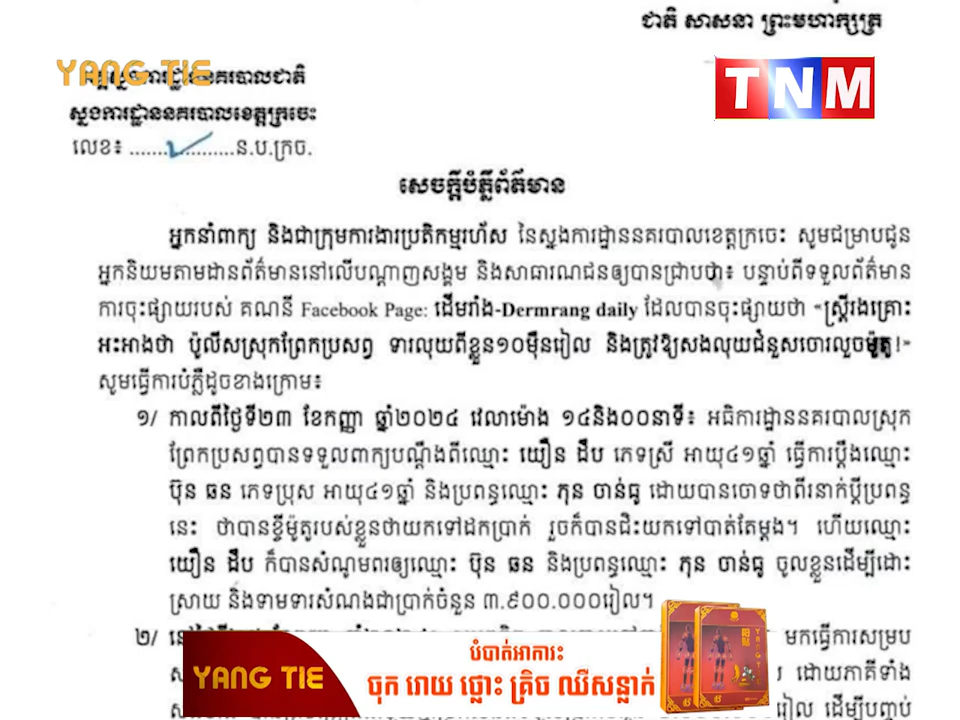 ជាតិ សាសនា ព្រះមហាក្សត្រ
YANG TIE
TNM
ស្នងការដ្ឋាននគរបាលខេត្តក្រចេះ
លេខ៖ ......................ន.ប.ក្រច.
សេចក្តីបំភ្លឺព័ត៌មាន
អ្នកនាំពាក្យ និងជាក្រុមការងារប្រតិកម្មរហ័ស នៃស្នងការដ្ឋាននគរបាលខេត្តក្រចេះ សូមជម្រាបជូន
អ្នកនិយមតាមដានព័ត៌មាននៅលើបណ្តាញសង្គម និងសាធារណជនឲ្យបានជ្រាបថា៖ បន្ទាប់ពីទទួលព័ត៌មាន
ការចុះផ្សាយរបស់ គណនី Facebook Page: ដើមរាំង-Dermrang daily ដែលបានចុះផ្សាយថា “ស្ត្រីរងគ្រោះ
អះអាងថា ប៉ូលីសស្រុកព្រែកប្រសព្វ ទារលុយពីខ្លួន១០ម៉ឺនរៀល និងត្រូវឱ្យសងលុយជំនួសចោរលួចម៉ូតូ!”
សូមធ្វើការបំភ្លឺដូចខាងក្រោម៖
១/ កាលពីថ្ងៃទី២៣ ខែកញ្ញា ឆ្នាំ២០២៤ វេលាម៉ោង ១៤និង០០នាទី៖ អធិការដ្ឋាននគរបាលស្រុក
ព្រែកប្រសព្វបានទទួលពាក្យបណ្តឹងពីឈ្មោះ យឿន ដឹប ភេទស្រី អាយុ៤១ឆ្នាំ ធ្វើការប្តឹងឈ្មោះ
ប៊ុន ធន ភេទប្រុស អាយុ៤១ឆ្នាំ និងប្រពន្ធឈ្មោះ ភុន ចាន់ធូ ដោយបានចោទថាពីរនាក់ប្តីប្រពន្ធ
នេះ ថាបានខ្ចីម៉ូតូរបស់ខ្លួនថាយកទៅដកប្រាក់ រួចក៏បានជិះយកទៅបាត់តែម្តង។ ហើយឈ្មោះ
យឿន ដឹប ក៏បានសំណូមពរឲ្យឈ្មោះ ប៊ុន ធន និងប្រពន្ធឈ្មោះ ភុន ចាន់ធូ ចូលខ្លួនដើម្បីដោះ
ស្រាយ និងទាមទារសំណងជាប្រាក់ចំនួន ៣.៩០០.០០០រៀល។
២/ មកធ្វើការសម្រប
ដោយភាគីទាំង
រៀល ដើម្បីបញ្ចប់
YANG TIE
បំបាត់អាការះ
ចុក រោយ ថ្លោះ គ្រិច ឈឺសន្លាក់